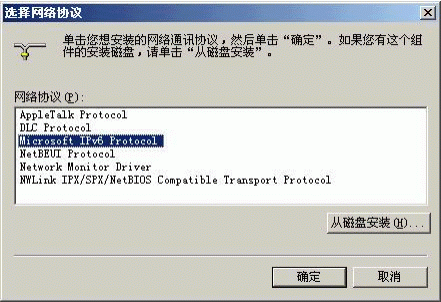 选择网络协议
单击您想安装的网络通讯协议，然后单击“确定”。如果您有这个组
件的安装磁盘，请单击“从磁盘安装”。
网络协议(P):
AppleTalk Protocol
DLC Protocol
Microsoft IPv6 Protocol
NetBEUI Protocol
Network Monitor Driver
NWLink IPX/SPX/NetBIOS Compatible Transport Protocol
从磁盘安装(H)...
确定
取消